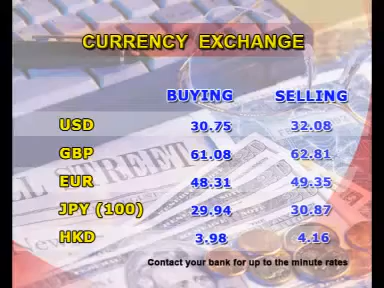 CURRENCY EXCHANGE
BUYING SELLING
USD 30.75 32.08
GBP 61.08 62.81
EUR 48.31 49.35
JPY (100) 29.94 30.87
HKD 3.98 4.16
Contact your bank for up to the minute rates
STREET